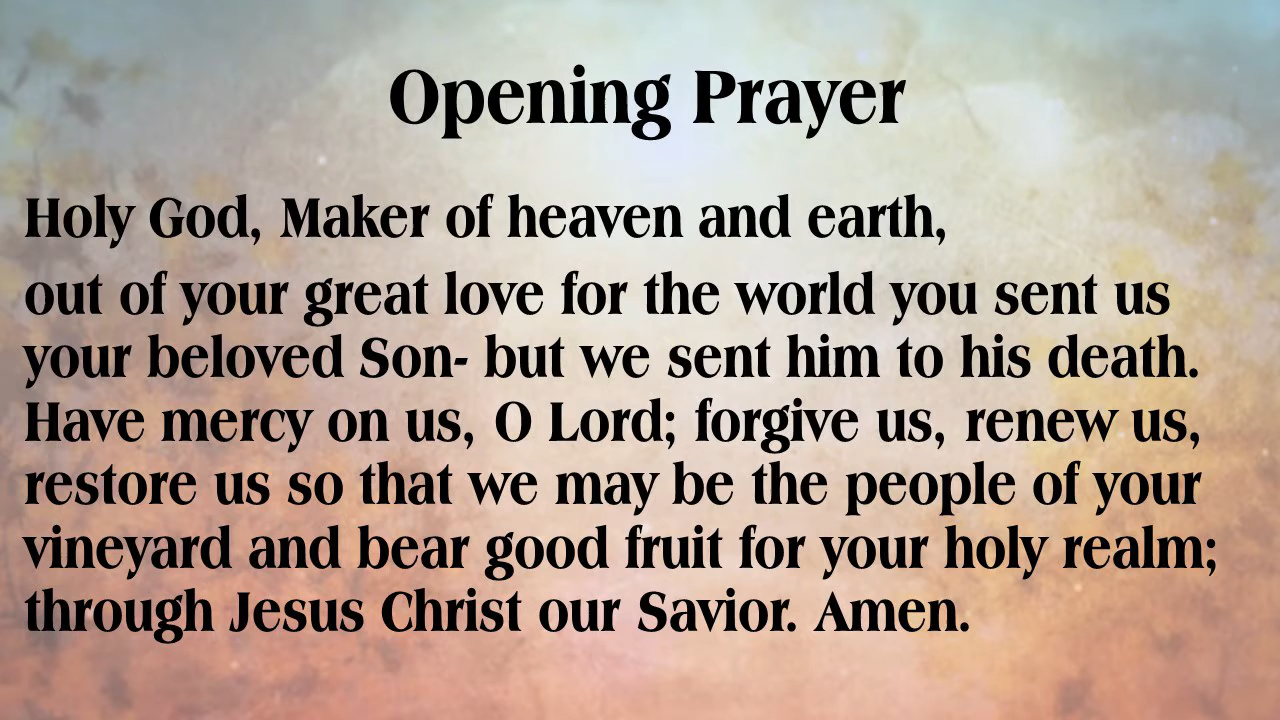 Opening Prayer
Holy God, Maker of heaven and earth,
out of your great love for the world you sent us
your beloved Son- but we sent him to his death.
Have mercy on us, O Lord; forgive us, renew us,
restore us so that we may be the people of your
vineyard and bear good fruit for your holy realm;
through Jesus Christ our Savior. Amen.